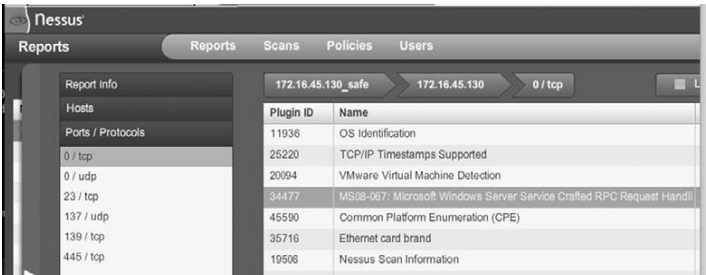 Nessus
Reports Reports Scans Policies Users
Report Info
Hosts
Ports / Protocols
0 / tcp
0 / udp
23 / tcp
137 / udp
139 / tcp
445 / tcp
172.16.45.130_safe 172.16.45.130 0 / tcp
Plugin ID Name
11936 OS Identification
25220 TCP/IP Timestamps Supported
20094 VMware Virtual Machine Detection
34477 MS08-067: Microsoft Windows Server Service Crafted RPC Request Handli
45590 Common Platform Enumeration (CPE)
35716 Ethernet card brand
19506 Nessus Scan Information